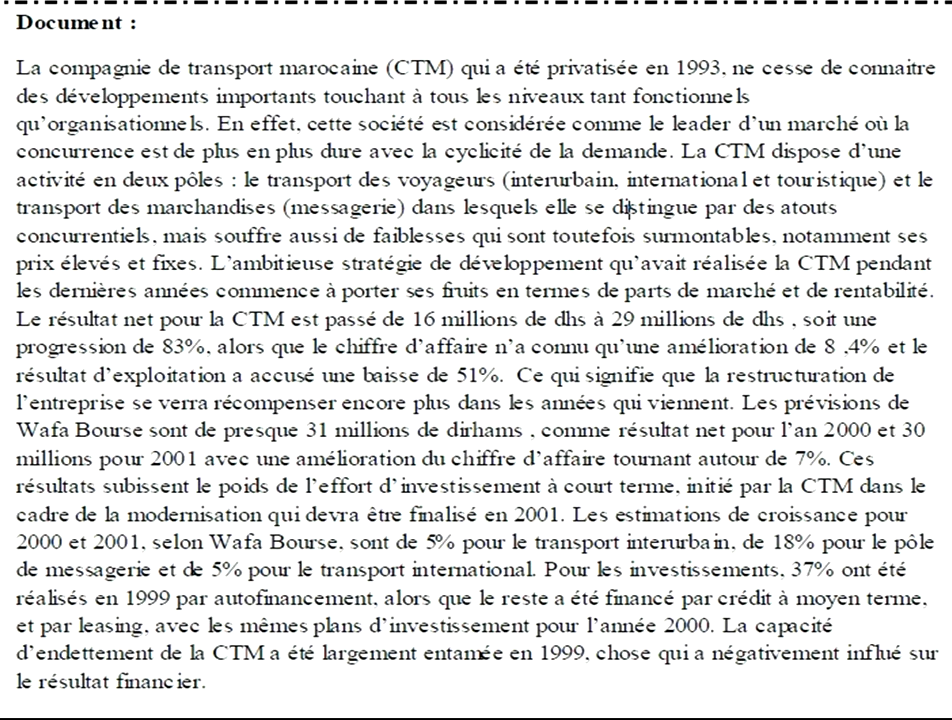 Document :
La compagnie de transport marocaine (CTM) qui a été privatisée en 1993, ne cesse de connaitre
des développements importants touchant à tous les niveaux tant fonctionnels
qu'organisationnels. En effet, cette société est considérée comme le leader d'un marché où la
concurrence est de plus en plus dure avec la cyclicité de la demande. La CTM dispose d'une
activité en deux pôles : le transport des voyageurs (interurbain, international et touristique) et le
transport des marchandises (messagerie) dans lesquels elle se distingue par des atouts
concurrentiels, mais souffre aussi de faiblesses qui sont toutefois surmontables, notamment ses
prix élevés et fixes. L'ambitieuse stratégie de développement qu'avait réalisée la CTM pendant
les dernières années commence à porter ses fruits en termes de parts de marché et de rentabilité.
Le résultat net pour la CTM est passé de 16 millions de dhs à 29 millions de dhs , soit une
progression de 83%, alors que le chiffre d'affaire n'a connu qu'une amélioration de 8 ,4% et le
résultat d'exploitation a accusé une baisse de 51%. Ce qui signifie que la restructuration de
l'entreprise se verra récompenser encore plus dans les années qui viennent. Les prévisions de
Wafa Bourse sont de presque 31 millions de dirhams , comme résultat net pour l'an 2000 et 30
millions pour 2001 avec une amélioration du chiffre d'affaire tournant autour de 7%. Ces
résultats subissent le poids de l'effort d'investissement à court terme, initié par la CTM dans le
cadre de la modernisation qui devra être finalisé en 2001. Les estimations de croissance pour
2000 et 2001, selon Wafa Bourse, sont de 5% pour le transport interurbain, de 18% pour le pôle
de messagerie et de 5% pour le transport international. Pour les investissements, 37% ont été
réalisés en 1999 par autofinancement, alors que le reste a été financé par crédit à moyen terme,
et par leasing, avec les mêmes plans d'investissement pour l'année 2000. La capacité
d'endettement de la CTM a été largement entamée en 1999, chose qui a négativement influé sur
le résultat financier.